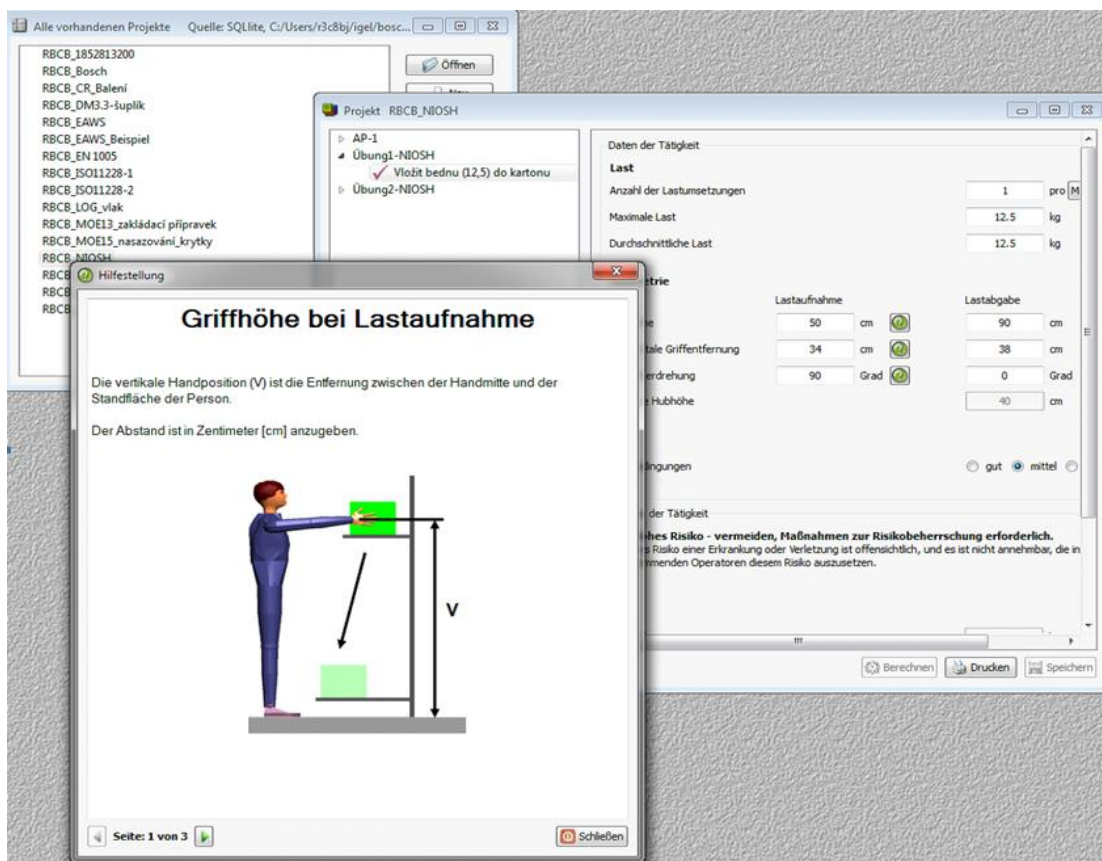 Alle vorhandenen Projekte Quelle: SQLlite, C:/Users/r3c8bj/igel/bosc...
RBCB_1852813200
RBCB_Bosch
RBCB_CR_Balení
RBCB_DM3.3-šuplík
RBCB_EAWS
RBCB_EAWS_Beispiel
RBCB_EN 1005
RBCB_ISO11228-1
RBCB_ISO11228-2
RBCB_LOG_vlak
RBCB_MOE13_zakládací přípravek
RBCB_MOE15_nasazování_krytky
RBCB_NIOSH
RBCB
RBCB
RBCB
Öffnen
Projekt RBCB_NIOSH
AP-1
Übung1-NIOSH
Vložit bednu (12,5) do kartonu
Übung2-NIOSH
Daten der Tätigkeit
Last
Anzahl der Lastumsetzungen 1 pro M
Maximale Last 12.5 kg
Durchschnittliche Last 12.5 kg
etrie
Lastaufnahme Lastabgabe
50 cm 90 cm
tale Griffentfernung 34 cm 38 cm
erdrehung 90 Grad 0 Grad
Hubhöhe 40 cm
dingungen gut mittel
der Tätigkeit
ohes Risiko - vermeiden, Maßnahmen zur Risikobeherrschung erforderlich.
s Risiko einer Erkrankung oder Verletzung ist offensichtlich, und es ist nicht annehmbar, die in
mmenden Operatoren diesem Risiko auszusetzen.
Berechnen Drucken Speichern
Hilfestellung
Griffhöhe bei Lastaufnahme
Die vertikale Handposition (V) ist die Entfernung zwischen der Handmitte und der
Standfläche der Person.
Der Abstand ist in Zentimeter [cm] anzugeben.
V
Seite: 1 von 3
Schließen